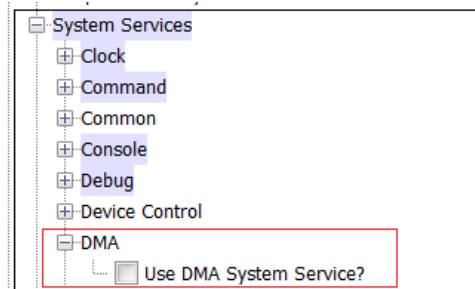 System Services
Clock
Command
Common
Console
Debug
Device Control
DMA
Use DMA System Service?